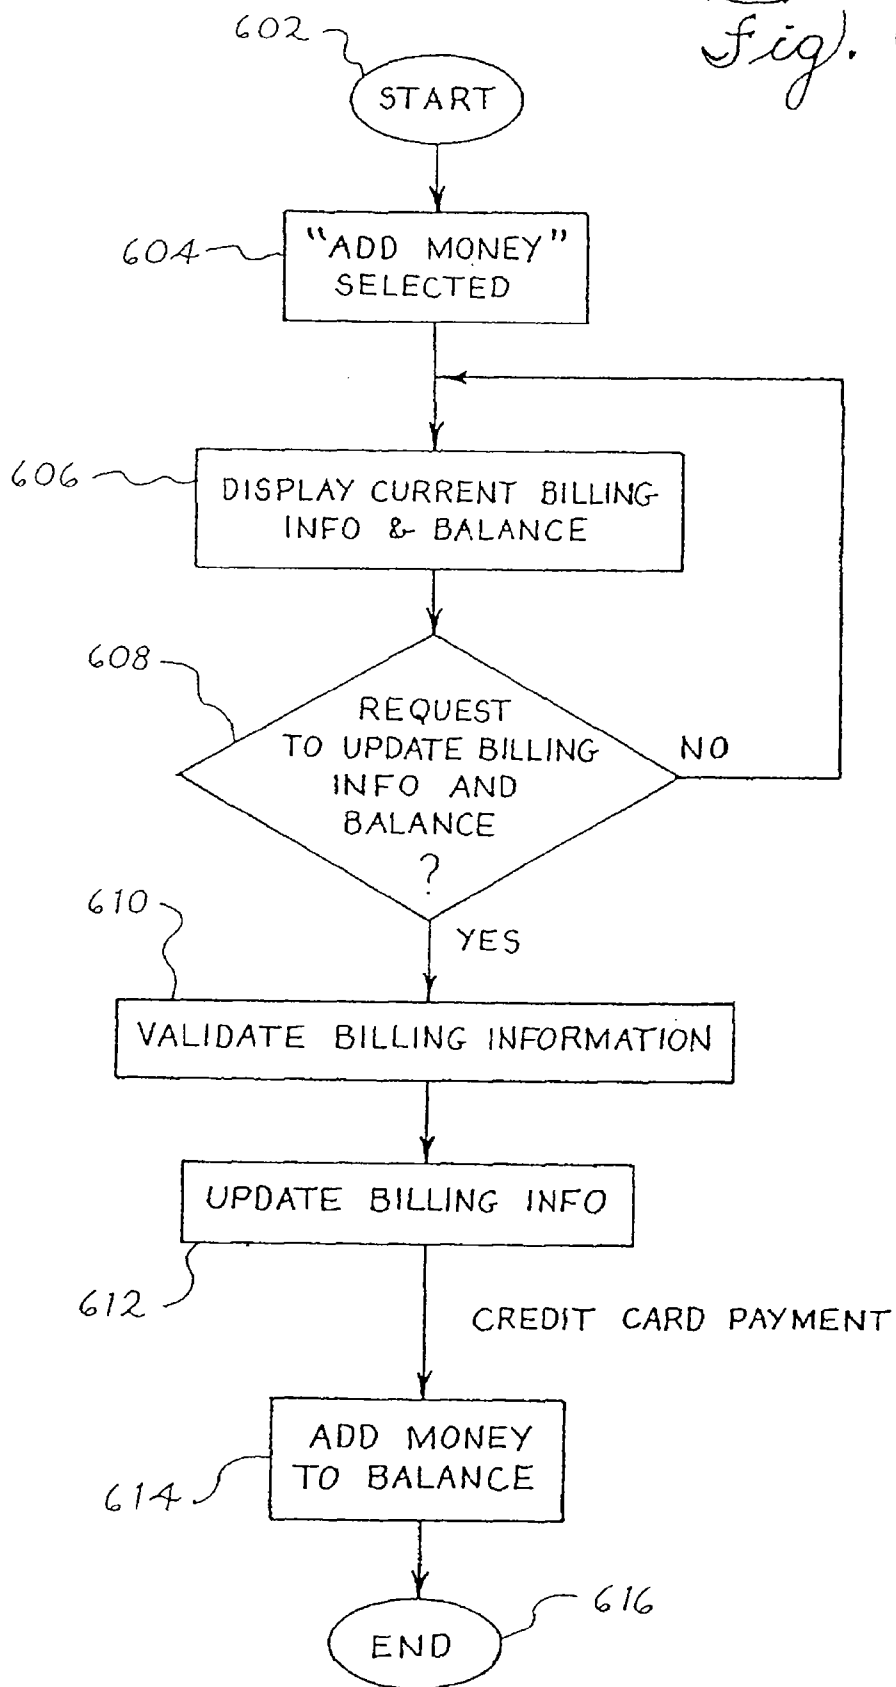 602
Fig.
START
604
"ADD MONEY"
SELECTED
606
DISPLAY CURRENT BILLING
INFO & BALANCE
608
REQUEST
TO UPDATE BILLING
INFO AND
BALANCE
?
NO
610
YES
VALIDATE BILLING INFORMATION
UPDATE BILLING INFO
612
CREDIT CARD PAYMENT
ADD MONEY
TO BALANCE
614
616
END